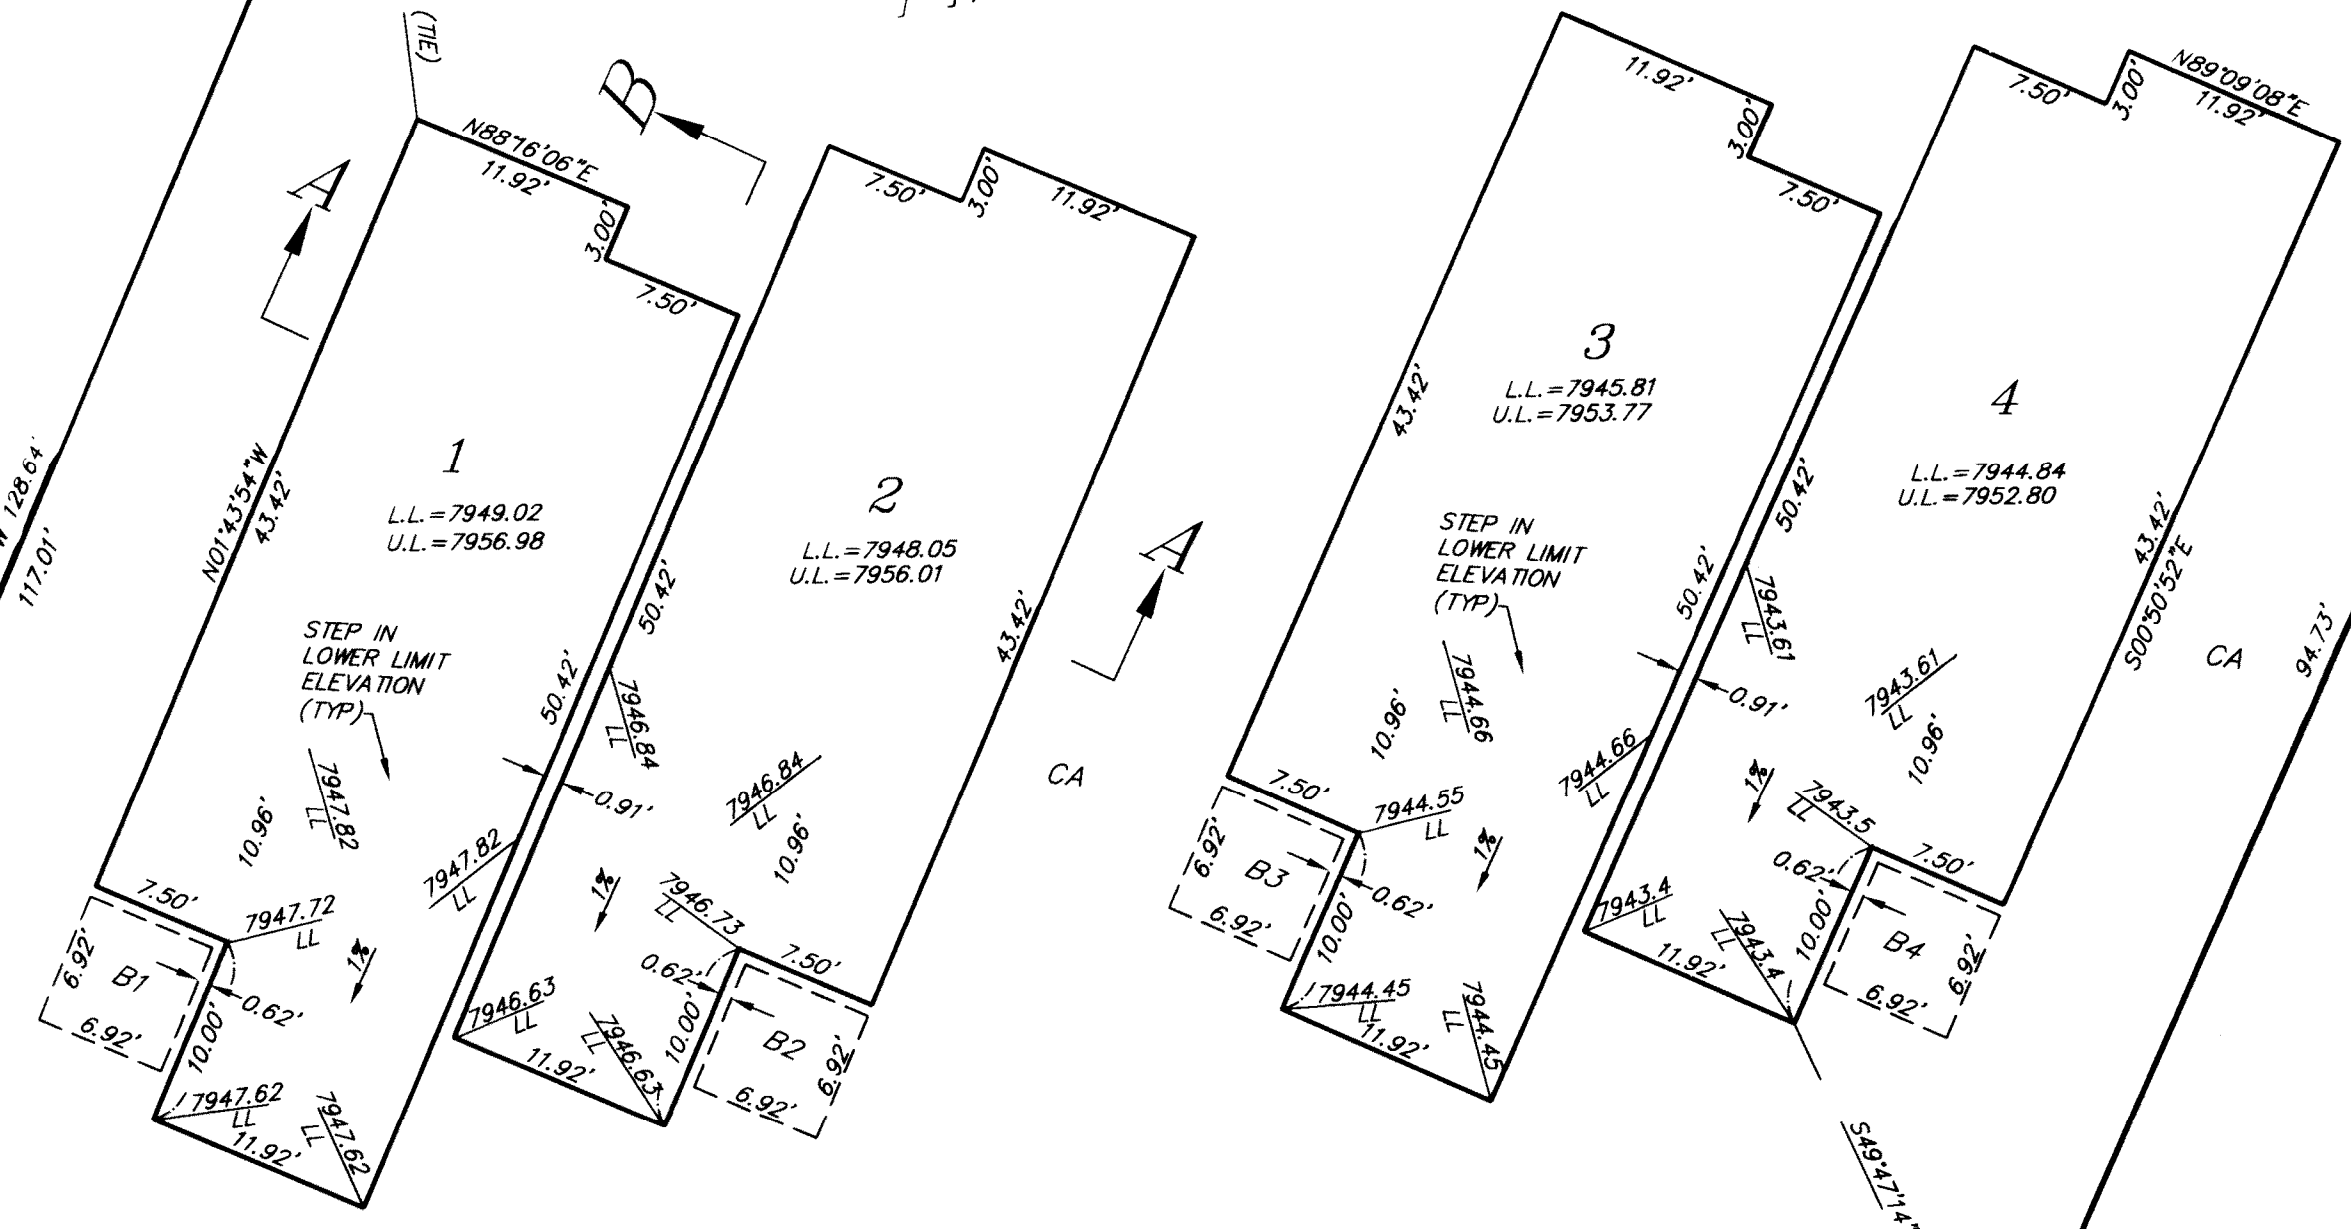 (TIE)
B
A
N88°16'06"E
11.92'
3.00'
7.50'
1
L.L.=7949.02
U.L.=7956.98
N01°43'54"W
43.42'
128.64'
117.01'
STEP IN
LOWER LIMIT
ELEVATION
(TYP)
7947.82
LL
10.96'
50.42'
7947.82
LL
7.50'
7947.72
LL
1%
6.92'
B1
6.92'
0.62'
10.00'
7947.62
LL
11.92'
7947.62
LL
7.50'
3.00'
11.92'
2
L.L.=7948.05
U.L.=7956.01
50.42'
43.42'
7946.84
LL
0.91'
7946.84
LL
10.96'
1%
7946.73
LL
0.62'
7.50'
10.00'
7946.63
LL
11.92'
7946.63
LL
B2
6.92'
6.92'
CA
A
11.92'
3.00'
7.50'
3
L.L.=7945.81
U.L.=7953.77
43.42'
STEP IN
LOWER LIMIT
ELEVATION
(TYP)
7944.66
LL
10.96'
50.42'
7944.66
LL
7.50'
7944.55
LL
1%
6.92'
B3
6.92'
0.62'
10.00'
7944.45
LL
11.92'
7944.45
LL
7.50'
3.00'
N89°09'08"E
11.92'
4
L.L.=7944.84
U.L.=7952.80
50.42'
43.42'
S00°50'52"E
7943.61
LL
0.91'
7943.61
LL
10.96'
1%
7943.5
LL
0.62'
7.50'
10.00'
7943.4
LL
11.92'
7943.4
LL
B4
6.92'
6.92'
CA
94.73'
S49°47'14"